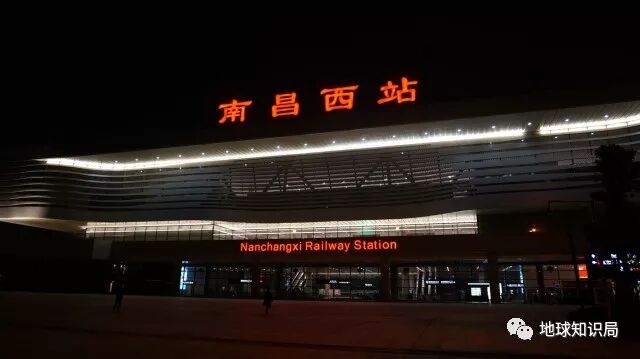 南昌西站
Nanchangxi Railway Station
地球知识局